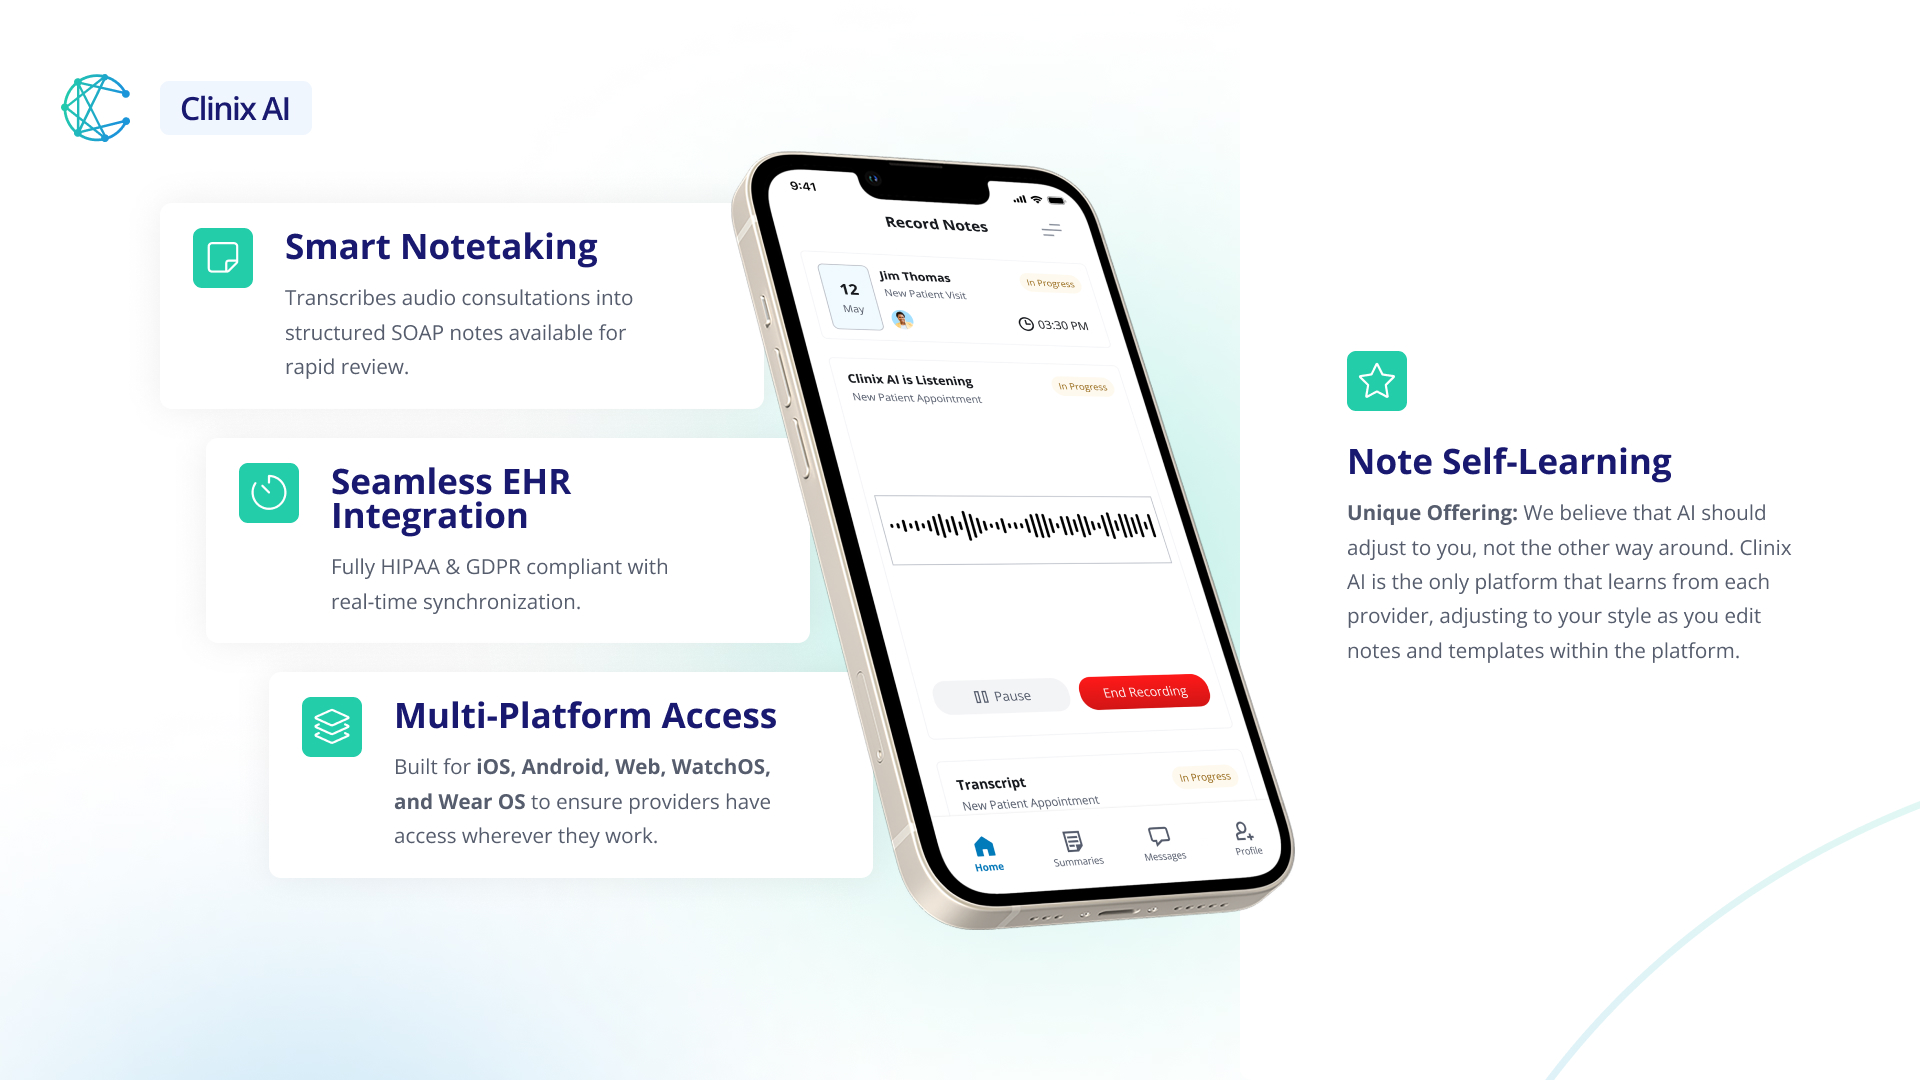 Clinix AI
Smart Notetaking
Transcribes audio consultations into
structured SOAP notes available for
rapid review.
Seamless EHR
Integration
Fully HIPAA & GDPR compliant with
real-time synchronization.
Multi-Platform Access
Built for iOS, Android, Web, WatchOS,
and Wear OS to ensure providers have
access wherever they work.
9:41
Record Notes
12
May
Jim Thomas
New Patient Visit
In Progress
03:30 PM
Clinix AI is Listening
New Patient Appointment
In Progress
Pause
End Recording
Transcript
New Patient Appointment
In Progress
Home
Summaries
Messages
Profile
Note Self-Learning
Unique Offering: We believe that AI should
adjust to you, not the other way around. Clinix
AI is the only platform that learns from each
provider, adjusting to your style as you edit
notes and templates within the platform.